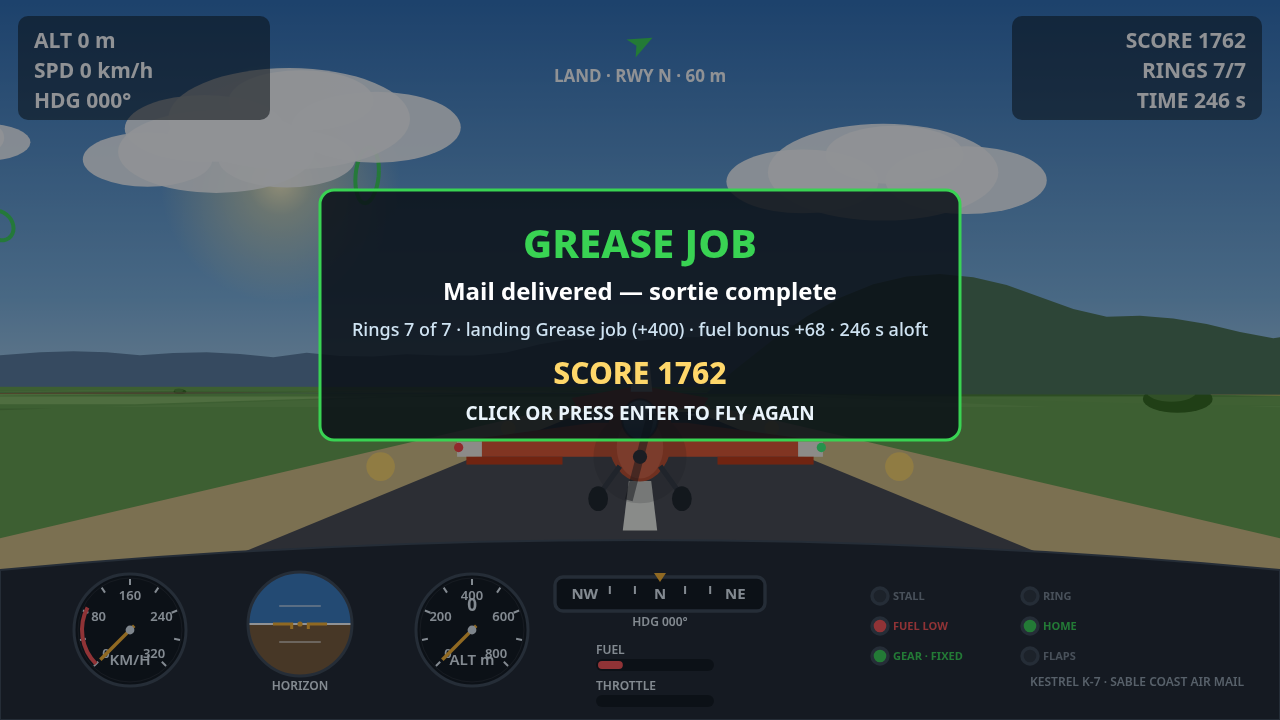 ALT 0 m
SPD 0 km/h
HDG 000°
LAND · RWY N · 60 m
SCORE 1762
RINGS 7/7
TIME 246 s
GREASE JOB
Mail delivered — sortie complete
Rings 7 of 7 · landing Grease job (+400) · fuel bonus +68 · 246 s aloft
SCORE 1762
CLICK OR PRESS ENTER TO FLY AGAIN
0 80 160 240 320
KM/H
HORIZON
0 200 400 600 800
0
ALT m
NW N NE
HDG 000°
FUEL
THROTTLE
STALL
RING
FUEL LOW
HOME
GEAR · FIXED
FLAPS
KESTREL K-7 · SABLE COAST AIR MAIL